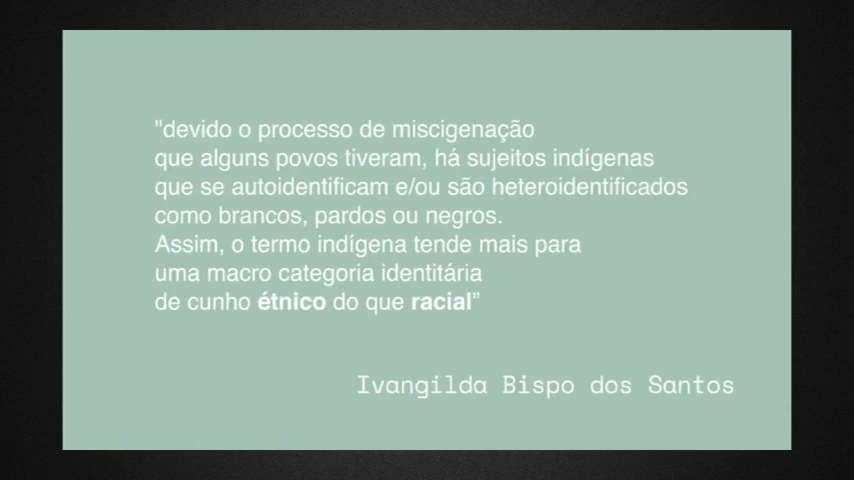 "devido o processo de miscigenação
que alguns povos tiveram, há sujeitos indígenas
que se autoidentificam e/ou são heteroidentificados
como brancos, pardos ou negros.
Assim, o termo indígena tende mais para
uma macro categoria identitária
de cunho étnico do que racial”
Ivangilda Bispo dos Santos